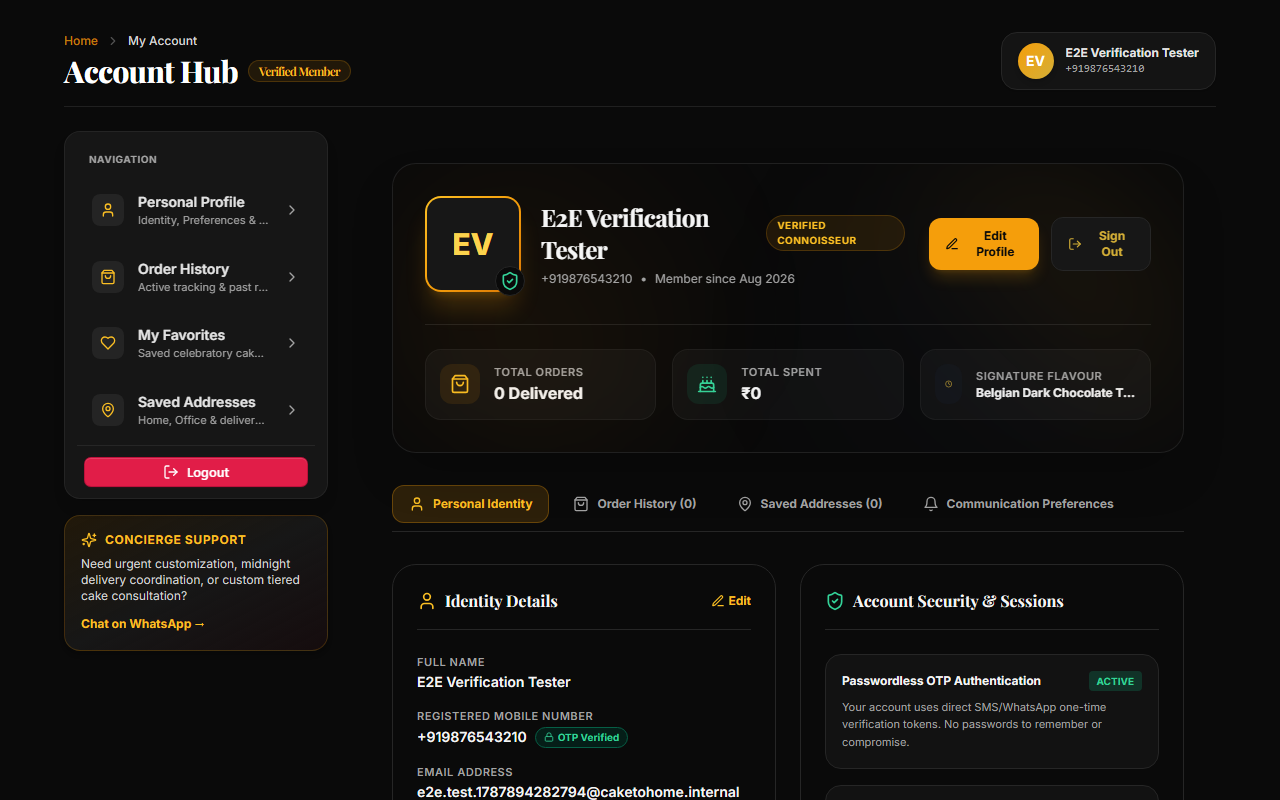 Home > My Account
Account Hub
Verified Member
EV
E2E Verification Tester
+919876543210
NAVIGATION
Personal Profile
Identity, Preferences & ...
Order History
Active tracking & past r...
My Favorites
Saved celebratory cak...
Saved Addresses
Home, Office & deliver...
Logout
CONCIERGE SUPPORT
Need urgent customization, midnight
delivery coordination, or custom tiered
cake consultation?
Chat on WhatsApp →
EV
E2E Verification
Tester
VERIFIED
CONNOISSEUR
+919876543210 • Member since Aug 2026
Edit
Profile
Sign
Out
TOTAL ORDERS
0 Delivered
TOTAL SPENT
₹0
SIGNATURE FLAVOUR
Belgian Dark Chocolate T...
Personal Identity
Order History (0)
Saved Addresses (0)
Communication Preferences
Identity Details
Edit
FULL NAME
E2E Verification Tester
REGISTERED MOBILE NUMBER
+919876543210
OTP Verified
EMAIL ADDRESS
e2e.test.1787894282794@caketohome.internal
Account Security & Sessions
Passwordless OTP Authentication
ACTIVE
Your account uses direct SMS/WhatsApp one-time
verification tokens. No passwords to remember or
compromise.